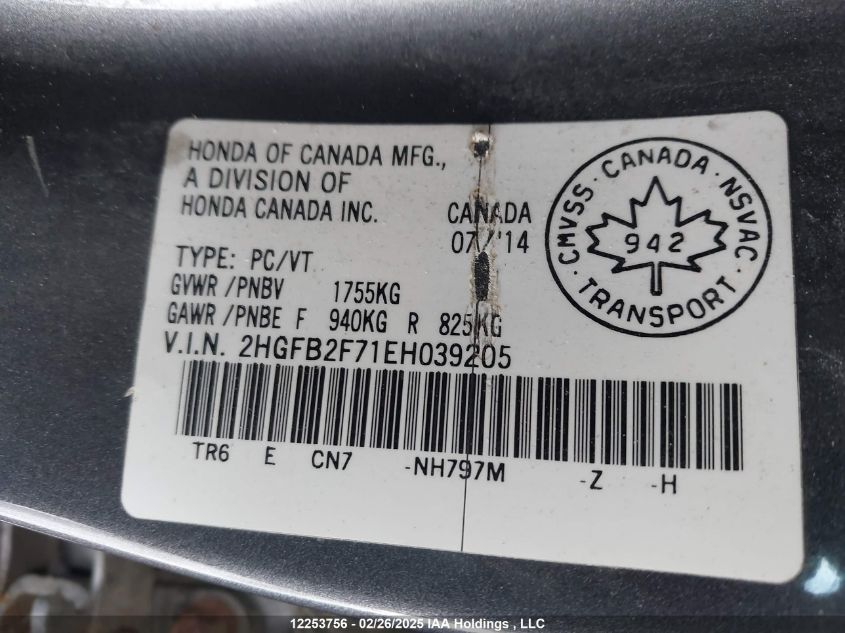 HONDA OF CANADA MFG.,
A DIVISION OF
HONDA CANADA INC. CANADA
07/'14
TYPE: PC/VT
GVWR /PNBV 1755KG
GAWR /PNBE F 940KG R 825KG
V.I.N. 2HGFB2F71EH039205
CMVSS · CANADA · NSVAC · TRANSPORT ·
942
TR6 E CN7 -NH797M -Z -H
12253756 - 02/26/2025 IAA Holdings , LLC